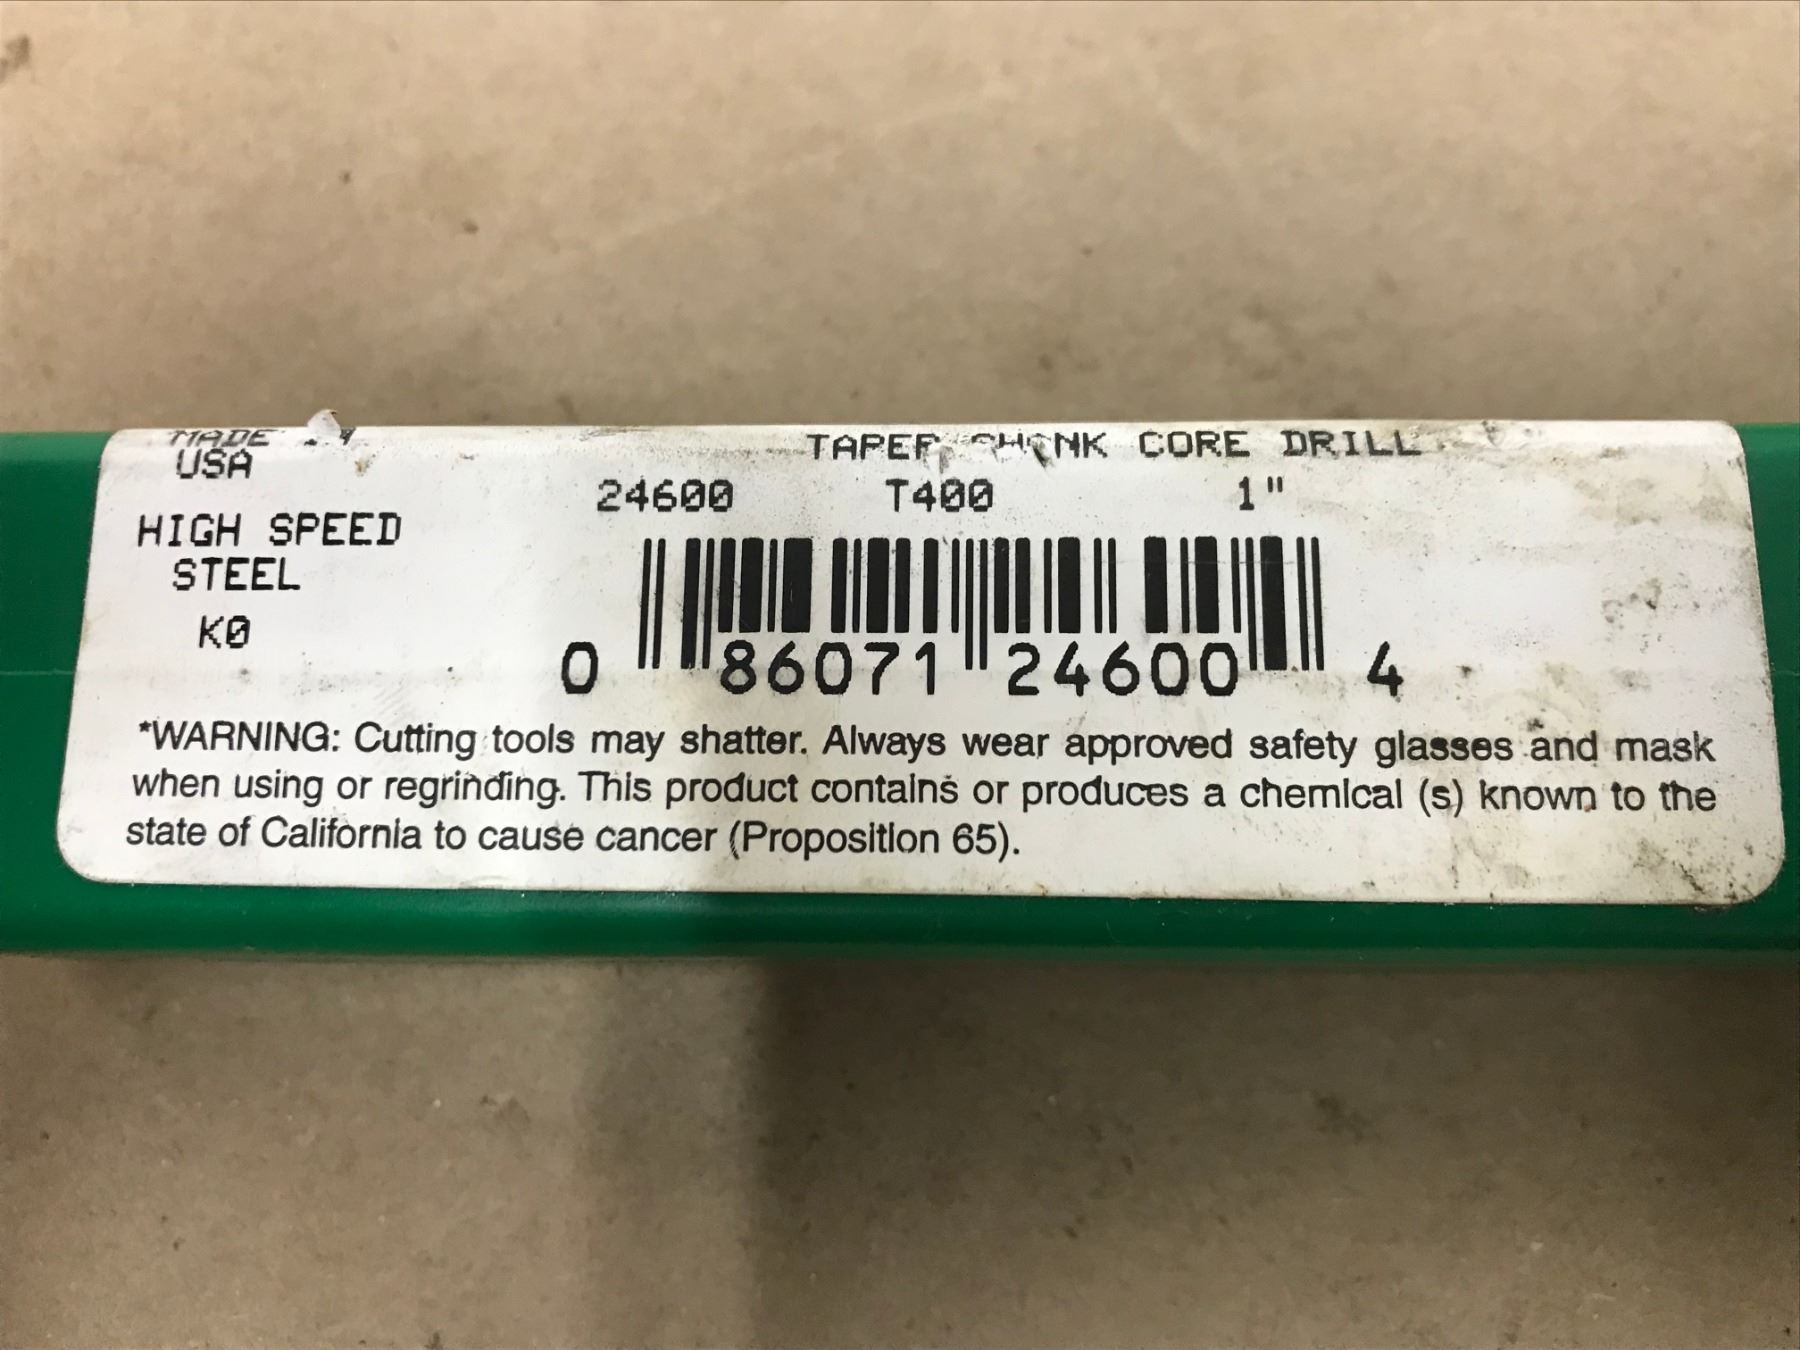 MADE
USA
TAPER SHANK CORE DRILL
24600 T400 1"
HIGH SPEED
STEEL
K0
0 86071 24600 4
*WARNING: Cutting tools may shatter. Always wear approved safety glasses and mask
when using or regrinding. This product contains or produces a chemical (s) known to the
state of California to cause cancer (Proposition 65).